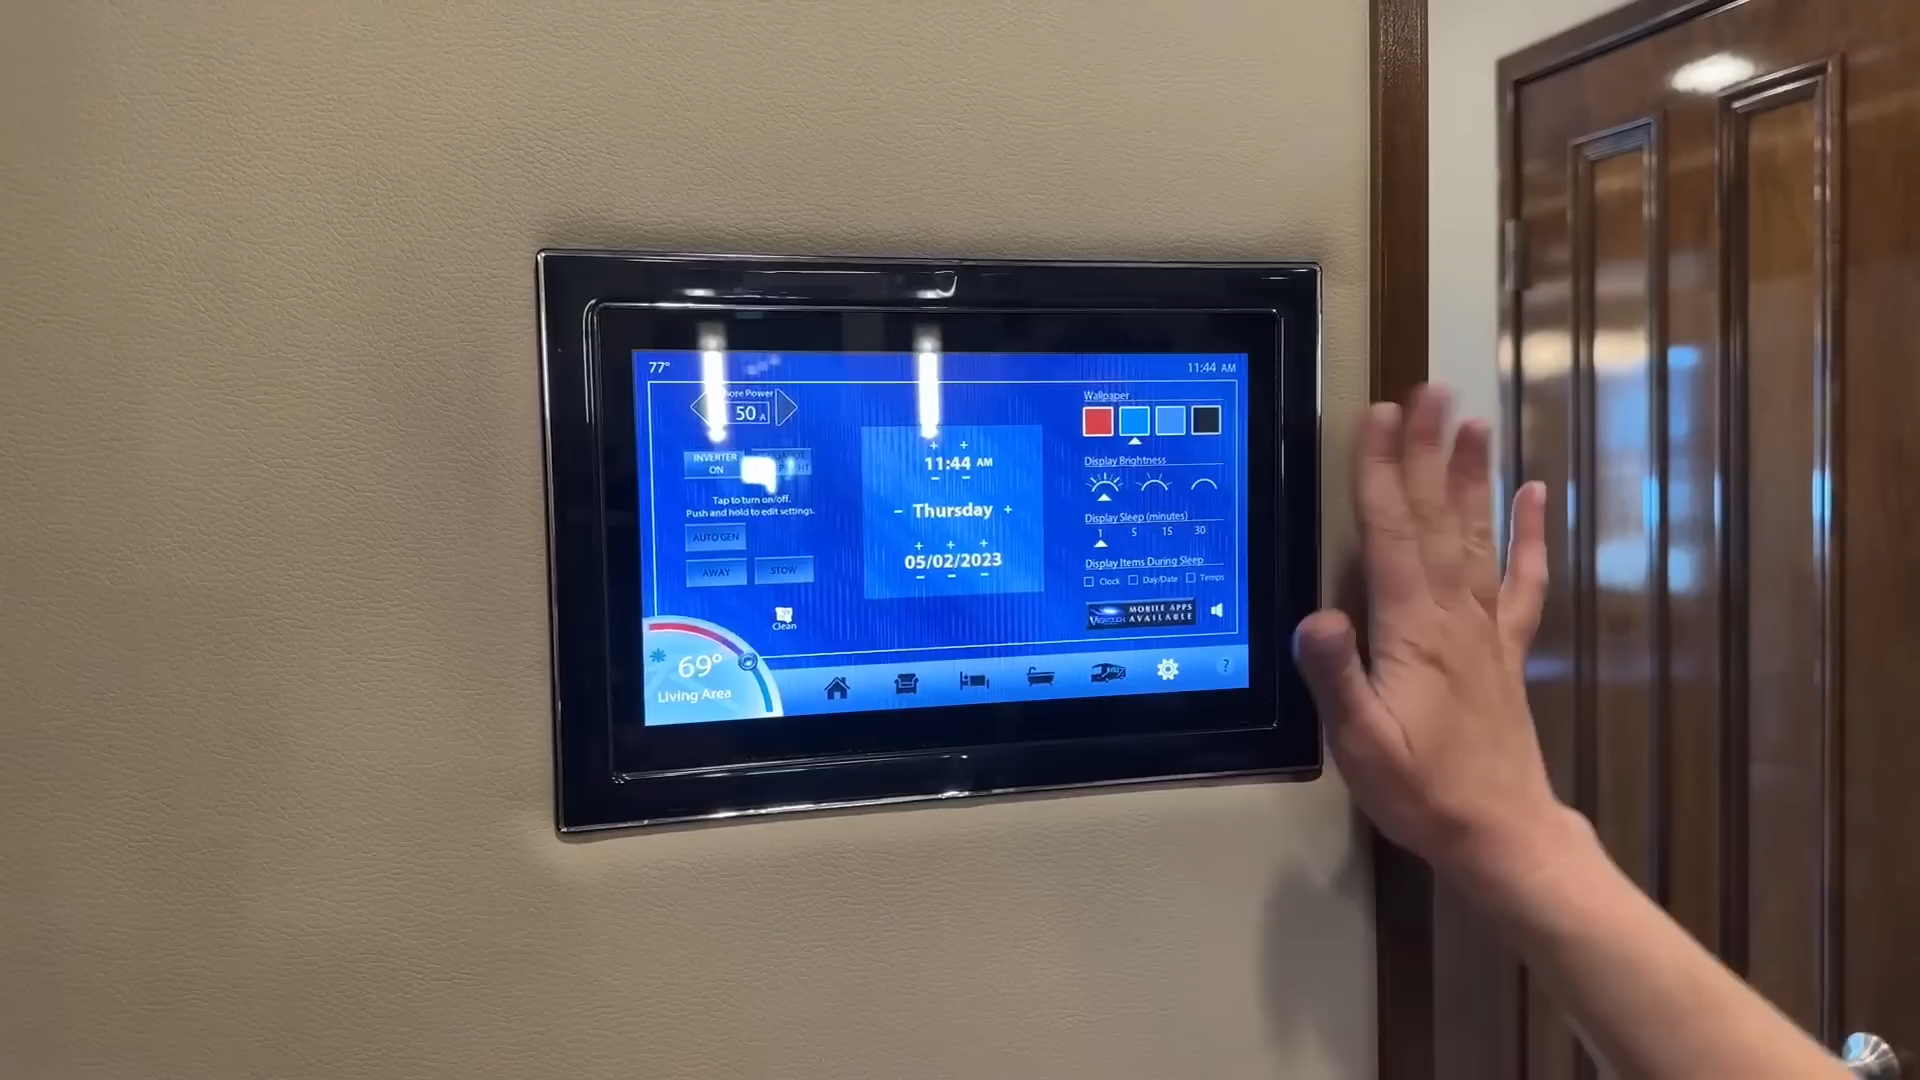 77°
11:44 AM
Shore Power
50 A
INVERTER
ON
Tap to turn on/off.
Push and hold to edit settings.
AUTO GEN
AWAY
STOW
Clean
69°
Living Area
+ +
11:44 AM
− −
− Thursday +
+ + +
05/02/2023
− − −
Wallpaper
Display Brightness
Display Sleep (minutes)
1 5 15 30
Display Items During Sleep
Clock Day/Date Temps
MOBILE APPS
AVAILABLE
?